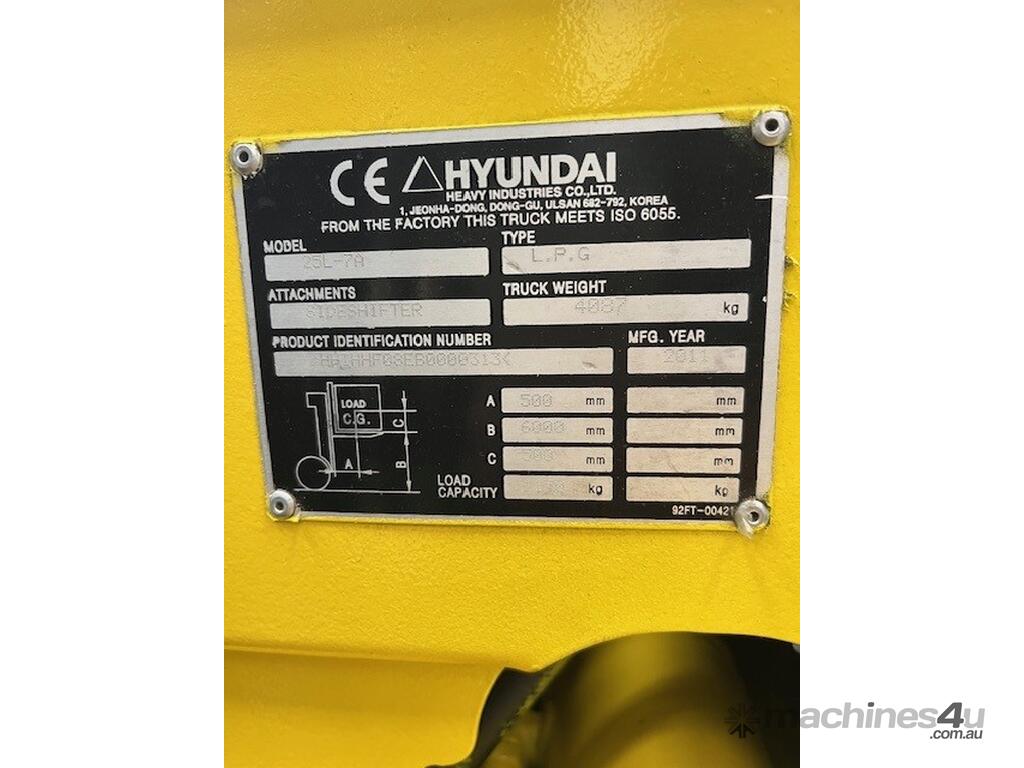 CE HYUNDAI
HEAVY INDUSTRIES CO., LTD.
1, JEONHA-DONG, DONG-GU, ULSAN 682-792, KOREA
FROM THE FACTORY THIS TRUCK MEETS ISO 6055.
MODEL 25L-7A TYPE L.P.G
ATTACHMENTS SIDESHIFTER TRUCK WEIGHT 4087 kg
PRODUCT IDENTIFICATION NUMBER MFG. YEAR
2011
LOAD
C.G.
C
A
B
A 500 mm mm
B 6000 mm mm
C 500 mm mm
LOAD
CAPACITY kg kg
92FT-00421
machines4u
.com.au